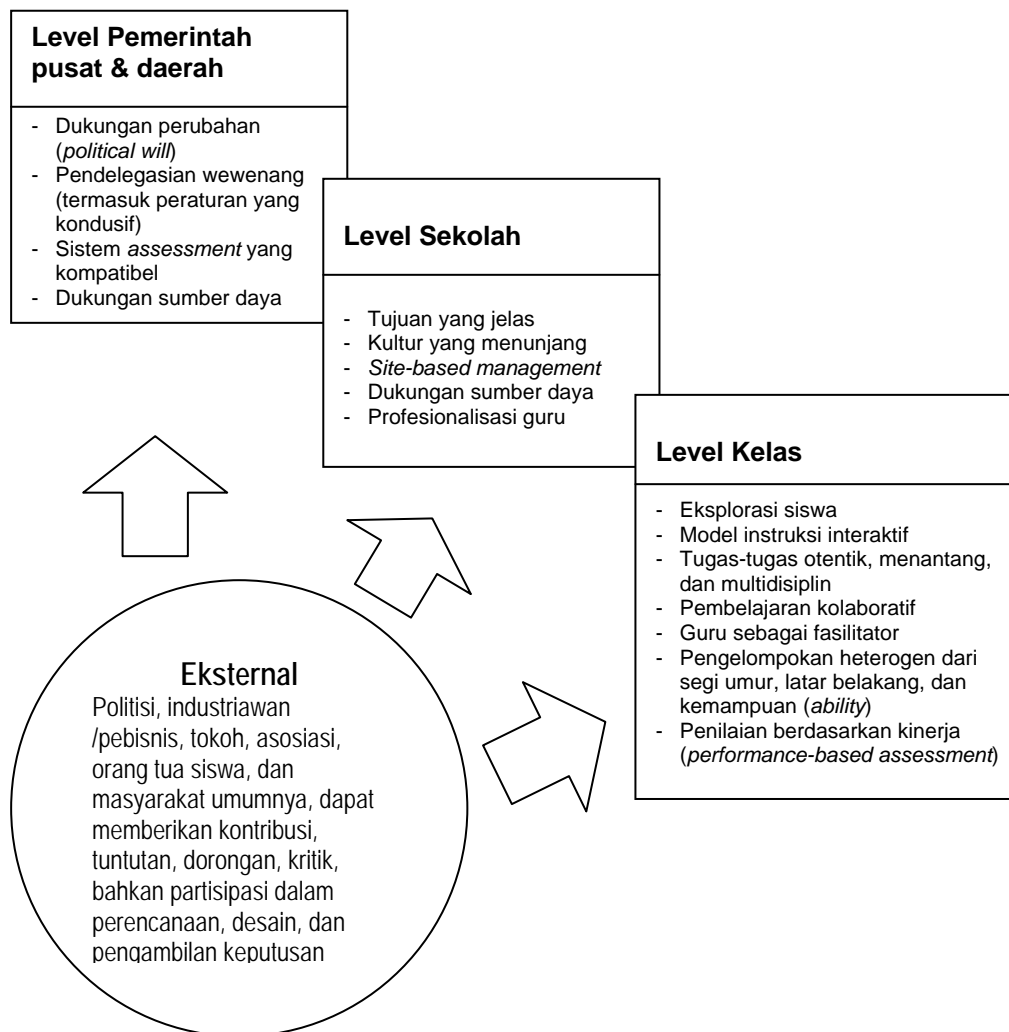 Level Pemerintah
pusat & daerah
- Dukungan perubahan
(political will)
- Pendelegasian wewenang
(termasuk peraturan yang
kondusif)
- Sistem assessment yang
kompatibel
- Dukungan sumber daya
Level Sekolah
- Tujuan yang jelas
- Kultur yang menunjang
- Site-based management
- Dukungan sumber daya
- Profesionalisasi guru
Level Kelas
- Eksplorasi siswa
- Model instruksi interaktif
- Tugas-tugas otentik, menantang,
dan multidisiplin
- Pembelajaran kolaboratif
- Guru sebagai fasilitator
- Pengelompokan heterogen dari
segi umur, latar belakang, dan
kemampuan (ability)
- Penilaian berdasarkan kinerja
(performance-based assessment)
Eksternal
Politisi, industriawan
/pebisnis, tokoh, asosiasi,
orang tua siswa, dan
masyarakat umumnya, dapat
memberikan kontribusi,
tuntutan, dorongan, kritik,
bahkan partisipasi dalam
perencanaan, desain, dan
pengambilan keputusan